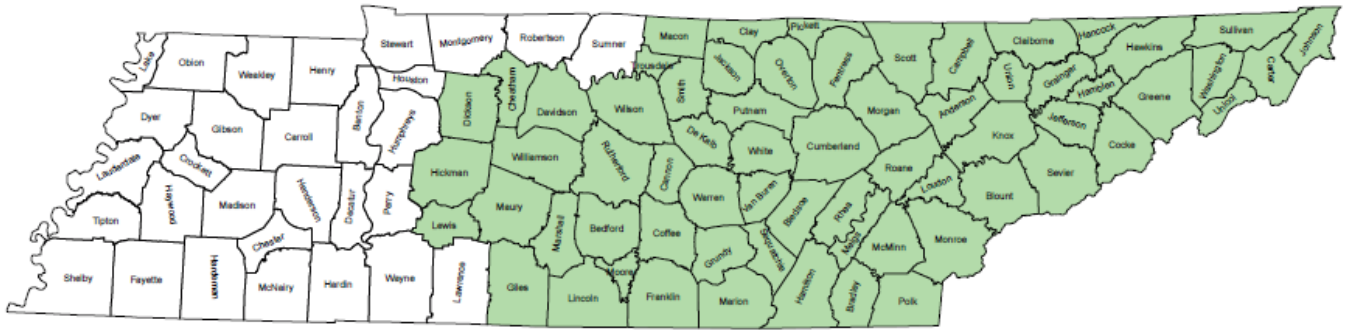 Lake
Obion
Weakley
Henry
Stewart
Montgomery
Robertson
Sumner
Macon
Clay
Pickett
Scott
Campbell
Claiborne
Hancock
Hawkins
Sullivan
Johnson
Trousdale
Jackson
Overton
Fentress
Houston
Union
Grainger
Hamblen
Greene
Washington
Carter
Unicoi
Dyer
Gibson
Carroll
Benton
Humphreys
Dickson
Cheatham
Davidson
Wilson
Smith
Putnam
Morgan
Anderson
Knox
Jefferson
Cocke
Lauderdale
Crockett
Haywood
Madison
Henderson
Decatur
Perry
Hickman
Williamson
Rutherford
Cannon
De Kalb
White
Cumberland
Roane
Loudon
Blount
Sevier
Tipton
Chester
Lewis
Maury
Marshall
Bedford
Coffee
Warren
Van Buren
Bledsoe
Rhea
Meigs
McMinn
Monroe
Shelby
Fayette
Hardeman
McNairy
Hardin
Wayne
Lawrence
Giles
Lincoln
Moore
Franklin
Grundy
Sequatchie
Marion
Hamilton
Bradley
Polk